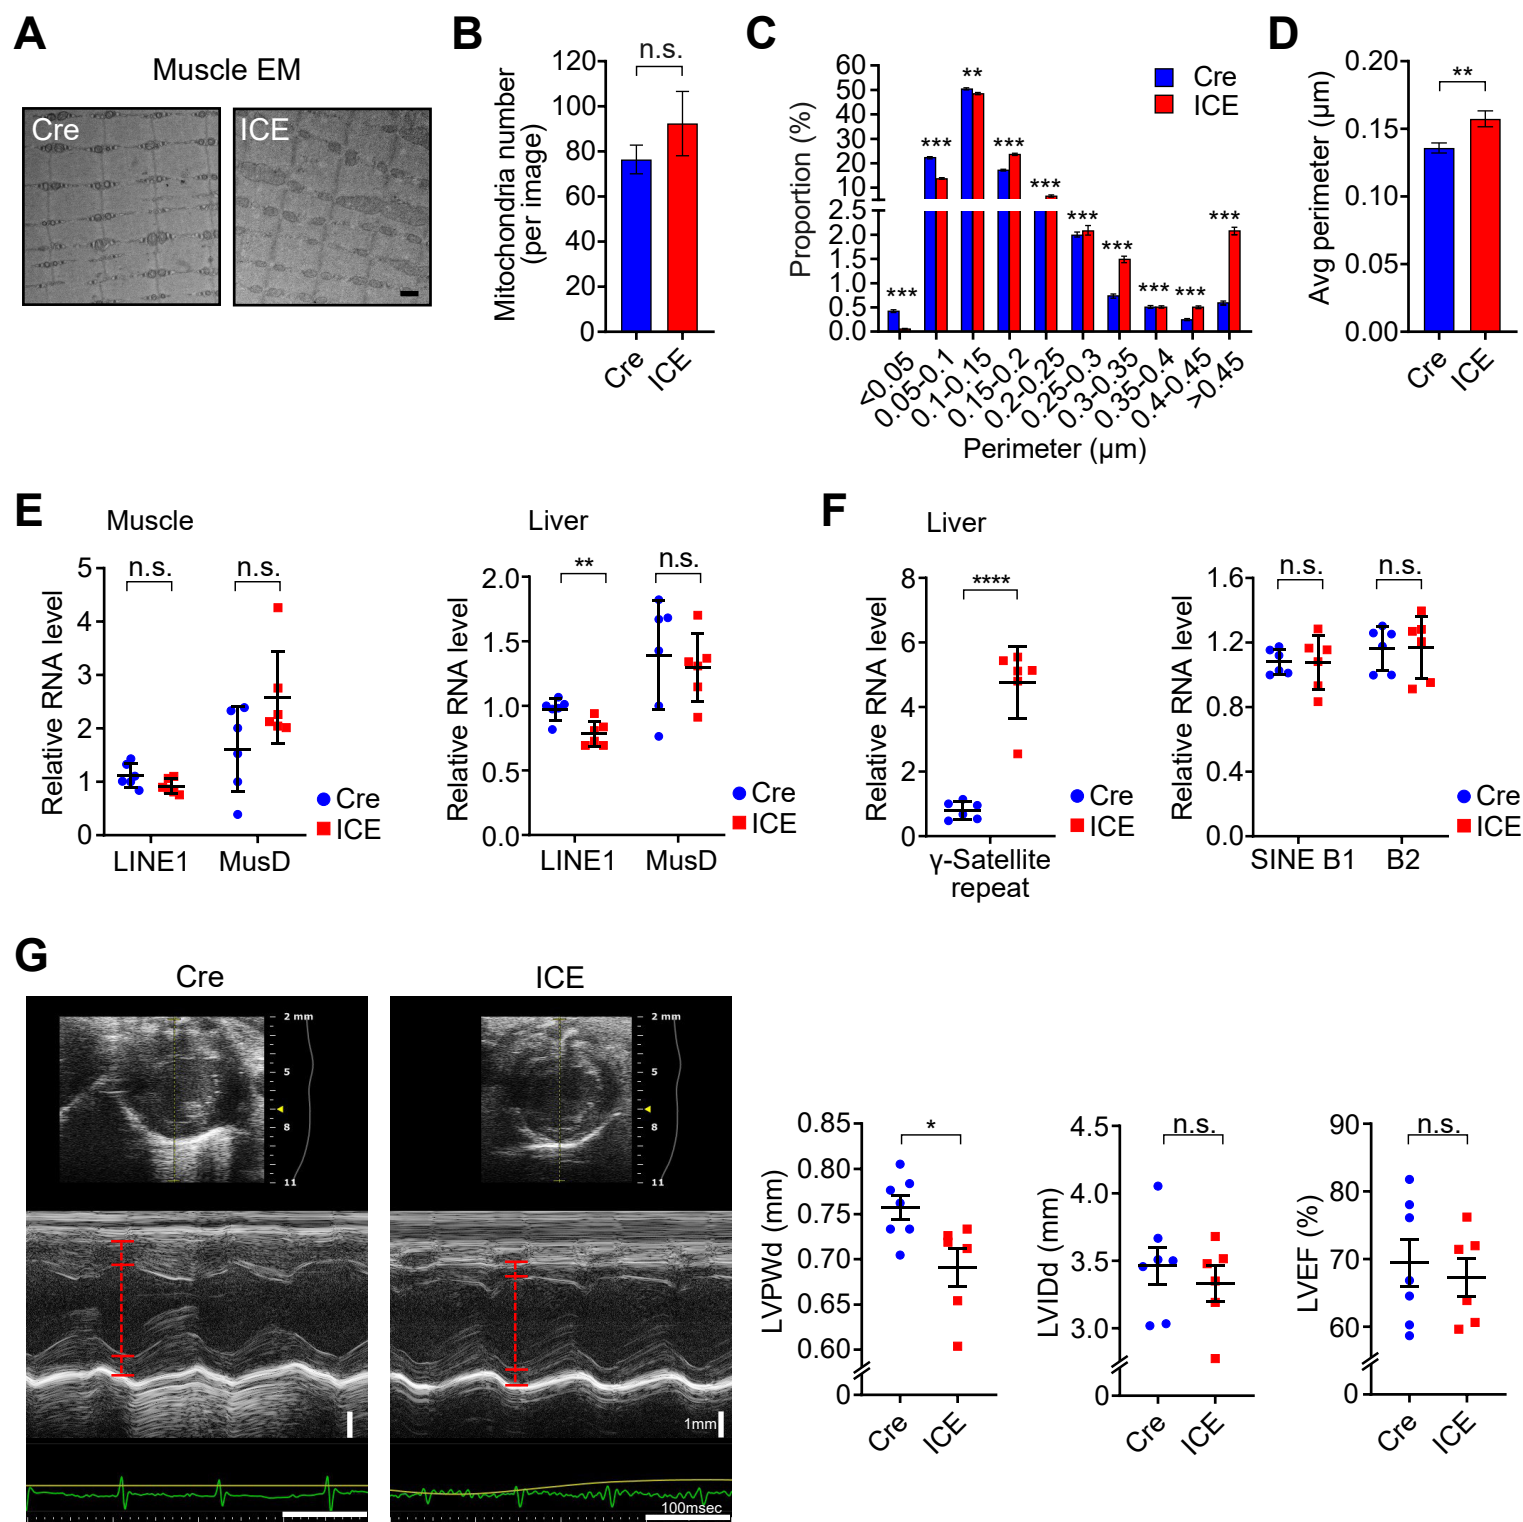 A
Muscle EM
Cre
ICE
B
Mitochondria number
(per image)
120
100
80
60
40
20
0
n.s.
Cre
ICE
C
Proportion (%)
60
50
40
30
20
10
2.5
2.0
1.5
1.0
0.5
0.0
***
***
**
***
***
***
***
***
***
***
Cre
ICE
<0.05
0.05-0.1
0.1-0.15
0.15-0.2
0.2-0.25
0.25-0.3
0.3-0.35
0.35-0.4
0.4-0.45
>0.45
Perimeter (µm)
D
Avg perimeter (µm)
0.20
0.15
0.10
0.05
0.00
**
Cre
ICE
E
Muscle
Relative RNA level
5
4
3
2
1
0
n.s.
n.s.
LINE1
MusD
Cre
ICE
Liver
Relative RNA level
2.0
1.5
1.0
0.5
0.0
**
n.s.
LINE1
MusD
Cre
ICE
F
Liver
Relative RNA level
8
6
4
2
0
****
γ-Satellite
repeat
Cre
ICE
Relative RNA level
1.6
1.2
0.8
0.4
0.0
n.s.
n.s.
SINE B1
B2
Cre
ICE
G
Cre
2 mm
5
8
11
ICE
2 mm
5
8
11
1mm
100msec
LVPWd (mm)
0.85
0.80
0.75
0.70
0.65
0.60
0
*
Cre
ICE
LVIDd (mm)
4.5
4.0
3.5
3.0
0
n.s.
Cre
ICE
LVEF (%)
90
80
70
60
0
n.s.
Cre
ICE